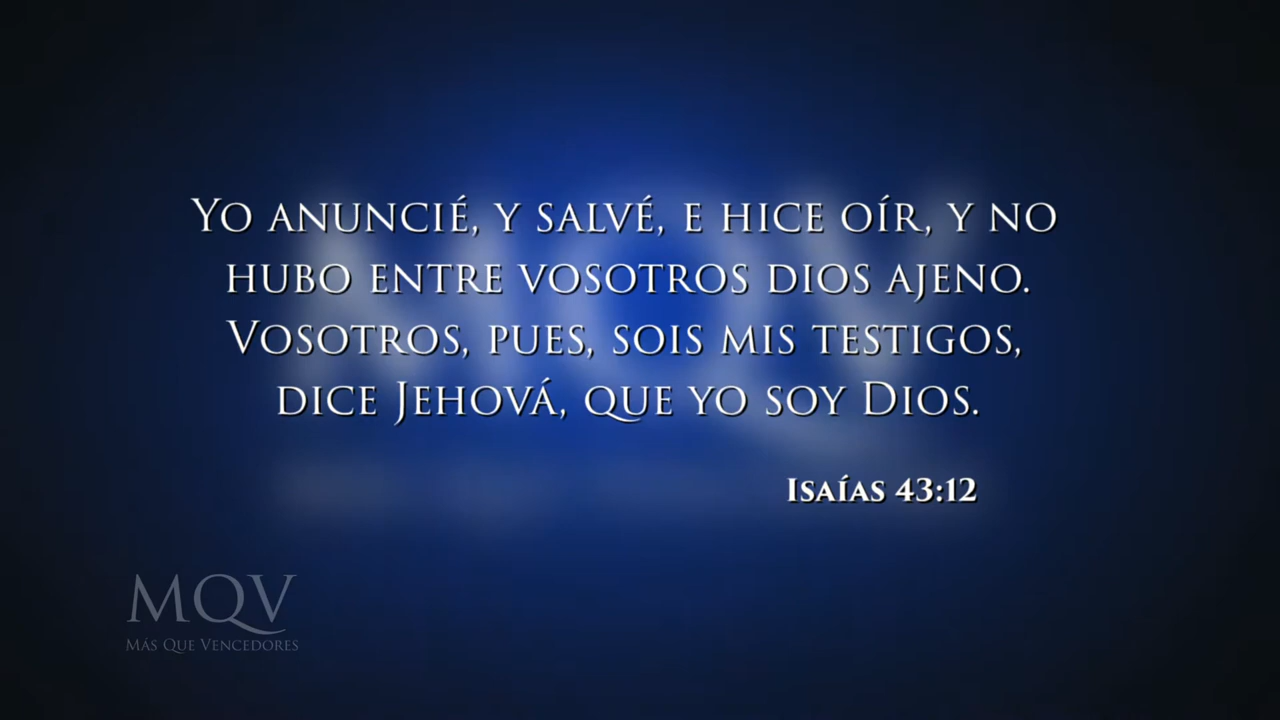 Yo anuncié, y salvé, e hice oír, y no
hubo entre vosotros dios ajeno.
Vosotros, pues, sois mis testigos,
dice Jehová, que yo soy Dios.
Isaías 43:12
MQV
Más Que Vencedores